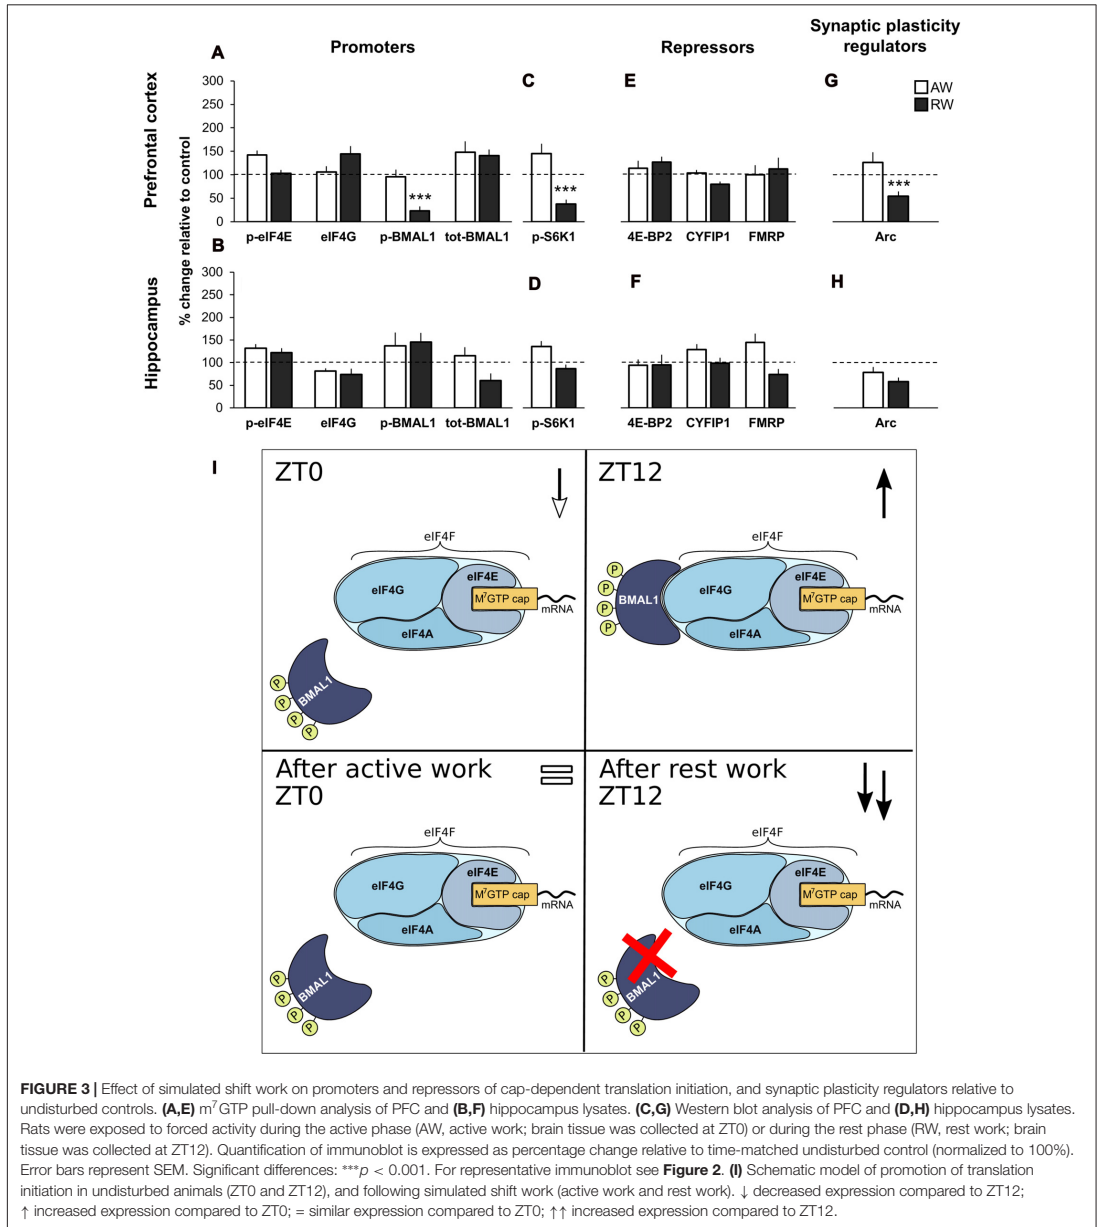 Promoters
Repressors
Synaptic plasticity
regulators
A
C
E
G
AW
RW
Prefrontal cortex
% change relative to control
300
250
200
150
100
50
0
***
***
***
p-eIF4E eIF4G p-BMAL1 tot-BMAL1 p-S6K1 4E-BP2 CYFIP1 FMRP Arc
B
D
F
H
Hippocampus
300
250
200
150
100
50
0
p-eIF4E eIF4G p-BMAL1 tot-BMAL1 p-S6K1 4E-BP2 CYFIP1 FMRP Arc
I
ZT0
eIF4F
eIF4G
eIF4E
M⁷GTP cap
mRNA
eIF4A
BMAL1
P
P
P
P
ZT12
eIF4F
eIF4G
eIF4E
M⁷GTP cap
mRNA
eIF4A
BMAL1
P
P
P
P
After active work
ZT0
eIF4F
eIF4G
eIF4E
M⁷GTP cap
mRNA
eIF4A
BMAL1
P
P
P
P
After rest work
ZT12
eIF4F
eIF4G
eIF4E
M⁷GTP cap
mRNA
eIF4A
BMAL1
P
P
P
P
FIGURE 3 | Effect of simulated shift work on promoters and repressors of cap-dependent translation initiation, and synaptic plasticity regulators relative to
undisturbed controls. (A,E) m⁷GTP pull-down analysis of PFC and (B,F) hippocampus lysates. (C,G) Western blot analysis of PFC and (D,H) hippocampus lysates.
Rats were exposed to forced activity during the active phase (AW, active work; brain tissue was collected at ZT0) or during the rest phase (RW, rest work; brain
tissue was collected at ZT12). Quantification of immunoblot is expressed as percentage change relative to time-matched undisturbed control (normalized to 100%).
Error bars represent SEM. Significant differences: ***p < 0.001. For representative immunoblot see Figure 2. (I) Schematic model of promotion of translation
initiation in undisturbed animals (ZT0 and ZT12), and following simulated shift work (active work and rest work). ↓ decreased expression compared to ZT12;
↑ increased expression compared to ZT0; = similar expression compared to ZT0; ↑↑ increased expression compared to ZT12.